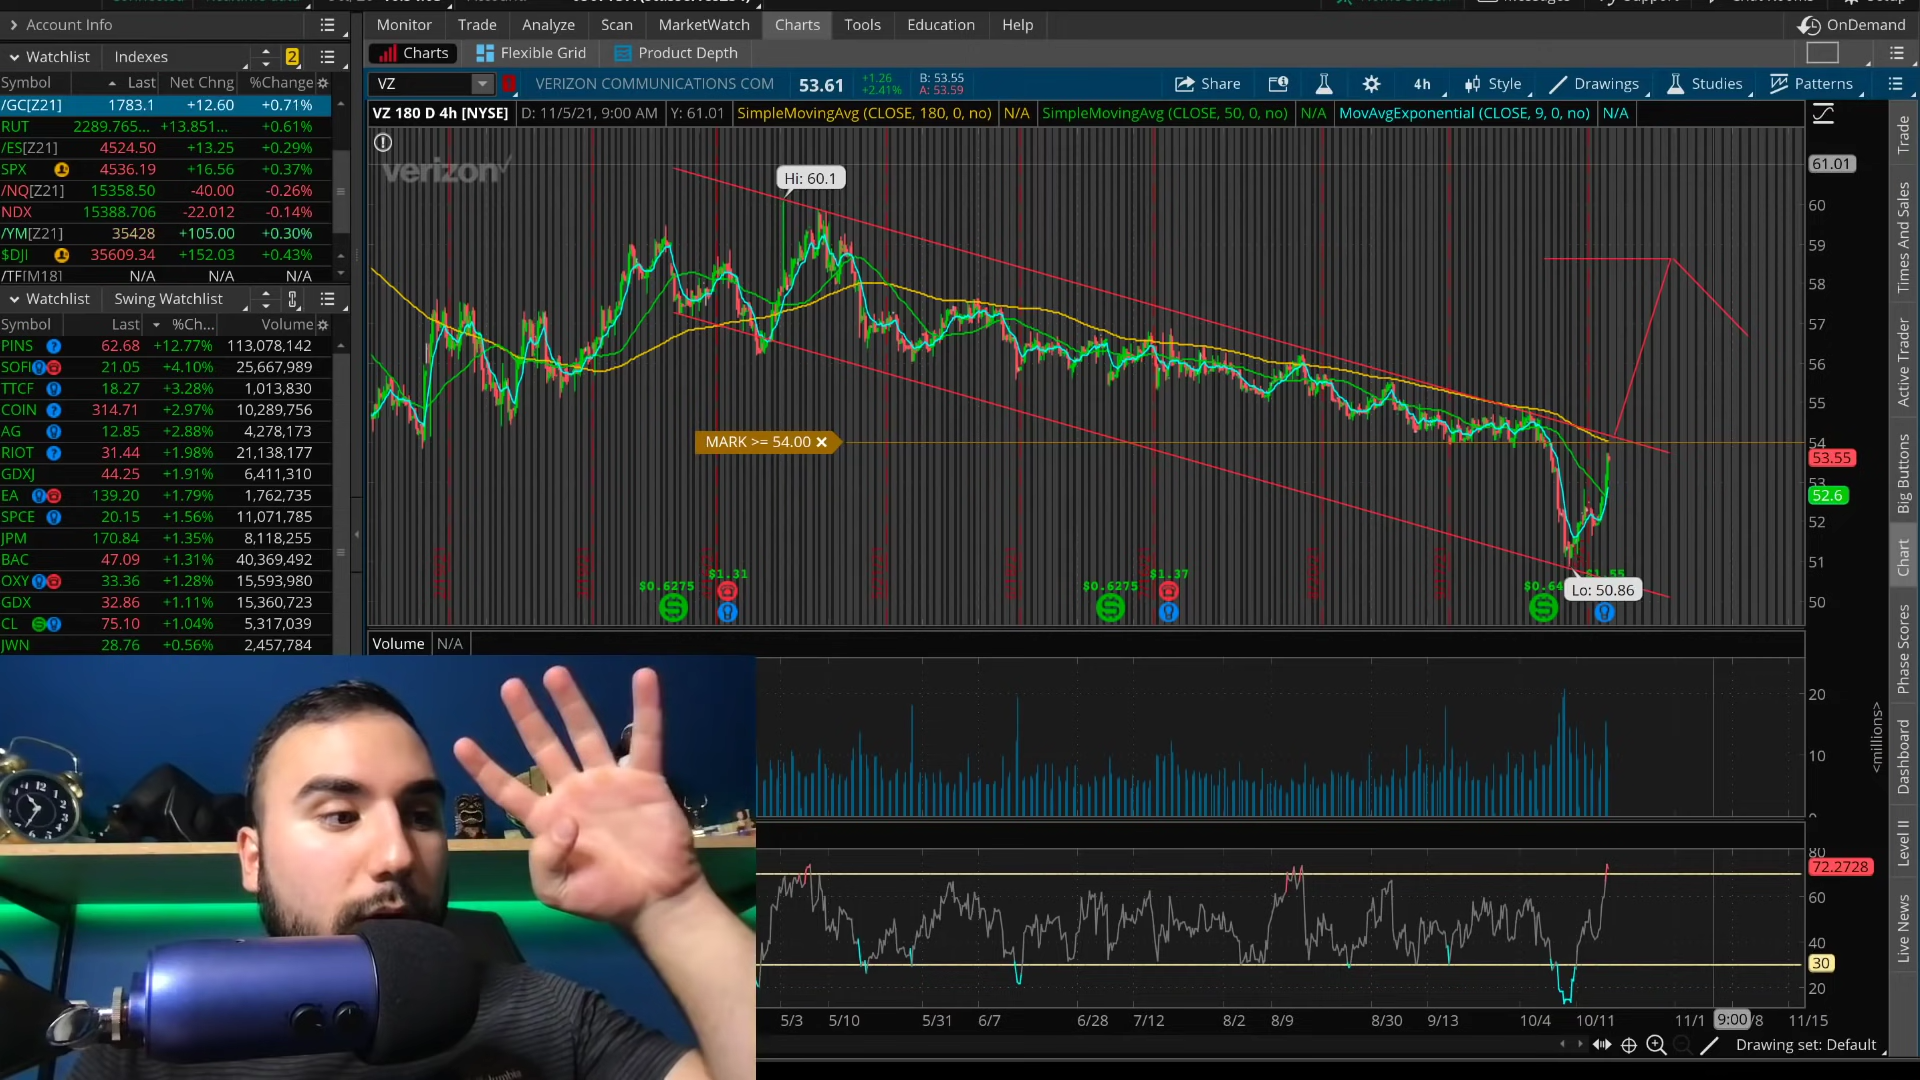 Monitor Trade Analyze Scan MarketWatch Charts Tools Education Help OnDemand
Account Info
Watchlist Indexes 2
Symbol Last Net Chng %Change
/GC[Z21] 1783.1 +12.60 +0.71%
RUT 2289.765... +13.851... +0.61%
/ES[Z21] 4524.50 +13.25 +0.29%
SPX 4536.19 +16.56 +0.37%
/NQ[Z21] 15358.50 -40.00 -0.26%
NDX 15388.706 -22.012 -0.14%
/YM[Z21] 35428 +105.00 +0.30%
$DJI 35609.34 +152.03 +0.43%
/TF[M18] N/A N/A N/A
Watchlist Swing Watchlist
Symbol Last %Ch... Volume
PINS 62.68 +12.77% 113,078,142
SOFI 21.05 +4.10% 25,667,989
TTCF 18.27 +3.28% 1,013,830
COIN 314.71 +2.97% 10,289,756
AG 12.85 +2.88% 4,278,173
RIOT 31.44 +1.98% 21,138,177
GDXJ 44.25 +1.91% 6,411,310
EA 139.20 +1.79% 1,762,735
SPCE 20.15 +1.56% 11,071,785
JPM 170.84 +1.35% 8,118,255
BAC 47.09 +1.31% 40,369,492
OXY 33.36 +1.28% 15,593,980
GDX 32.86 +1.11% 15,360,723
CL 75.10 +1.04% 5,317,039
JWN 28.76 +0.56% 2,457,784
Charts Flexible Grid Product Depth
VZ VERIZON COMMUNICATIONS COM 53.61 +1.26 +2.41% B: 53.55 A: 53.59 Share 4h Style Drawings Studies Patterns
VZ 180 D 4h [NYSE] D: 11/5/21, 9:00 AM Y: 61.01 SimpleMovingAvg (CLOSE, 180, 0, no) N/A SimpleMovingAvg (CLOSE, 50, 0, no) N/A MovAvgExponential (CLOSE, 9, 0, no) N/A
verizon
Hi: 60.1
MARK >= 54.00
Lo: 50.86
$0.6275 $1.31 $0.6275 $1.37 $0.64 $1.55
61.01
60
59
58
57
56
55
54
53.55
53
52.6
52
51
50
Volume N/A
20
10
<millions>
80
72.2728
60
40
30
20
5/3 5/10 5/31 6/7 6/28 7/12 8/2 8/9 8/30 9/13 10/4 10/11 11/1 9:00 /8 11/15
Drawing set: Default
Trade
Times And Sales
Active Trader
Big Buttons
Chart
Phase Scores
Dashboard
Level II
Live News